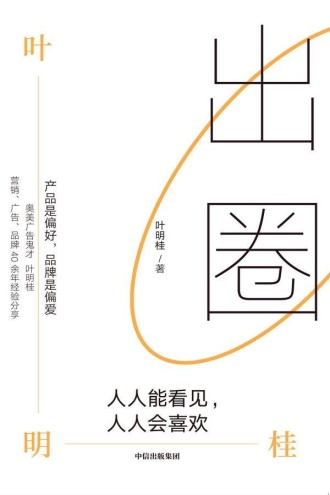 出圈
叶明桂/著
叶明桂
产品是偏好，品牌是偏爱
奥美广告鬼才 叶明桂
营销、广告、品牌40余年经验分享
人人能看见，
人人会喜欢
中信出版集团